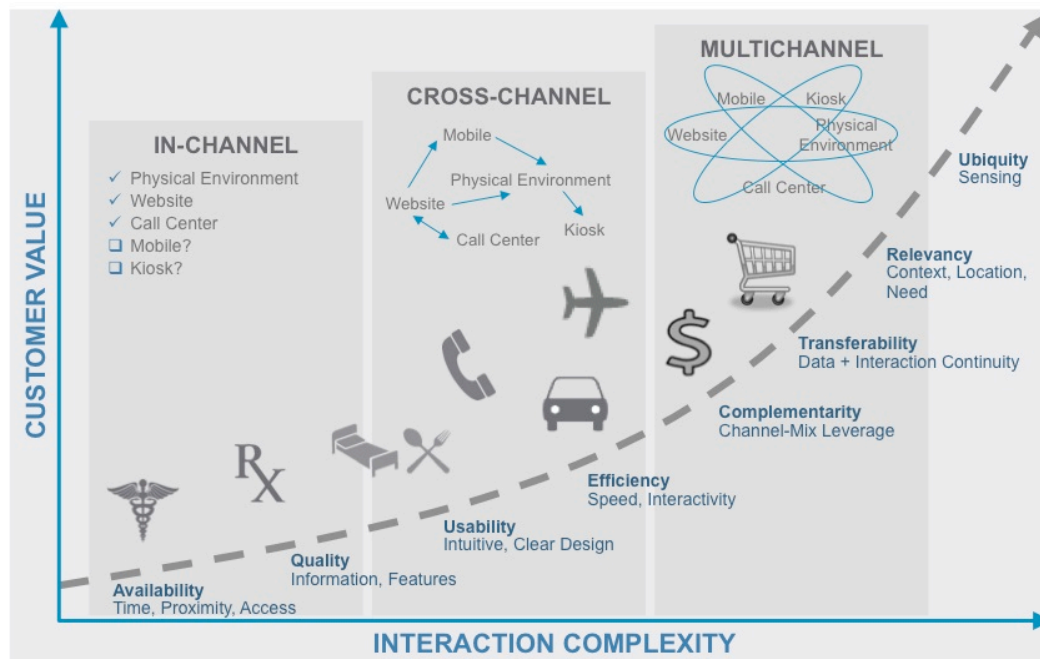 CUSTOMER VALUE
IN-CHANNEL
Physical Environment
Website
Call Center
Mobile?
Kiosk?
CROSS-CHANNEL
Mobile
Physical Environment
Website
Call Center
Kiosk
MULTICHANNEL
Mobile
Kiosk
Website
Physical
Environment
Call Center
RX
$
Availability
Time, Proximity, Access
Quality
Information, Features
Usability
Intuitive, Clear Design
Efficiency
Speed, Interactivity
Complementarity
Channel-Mix Leverage
Transferability
Data + Interaction Continuity
Relevancy
Context, Location,
Need
Ubiquity
Sensing
INTERACTION COMPLEXITY